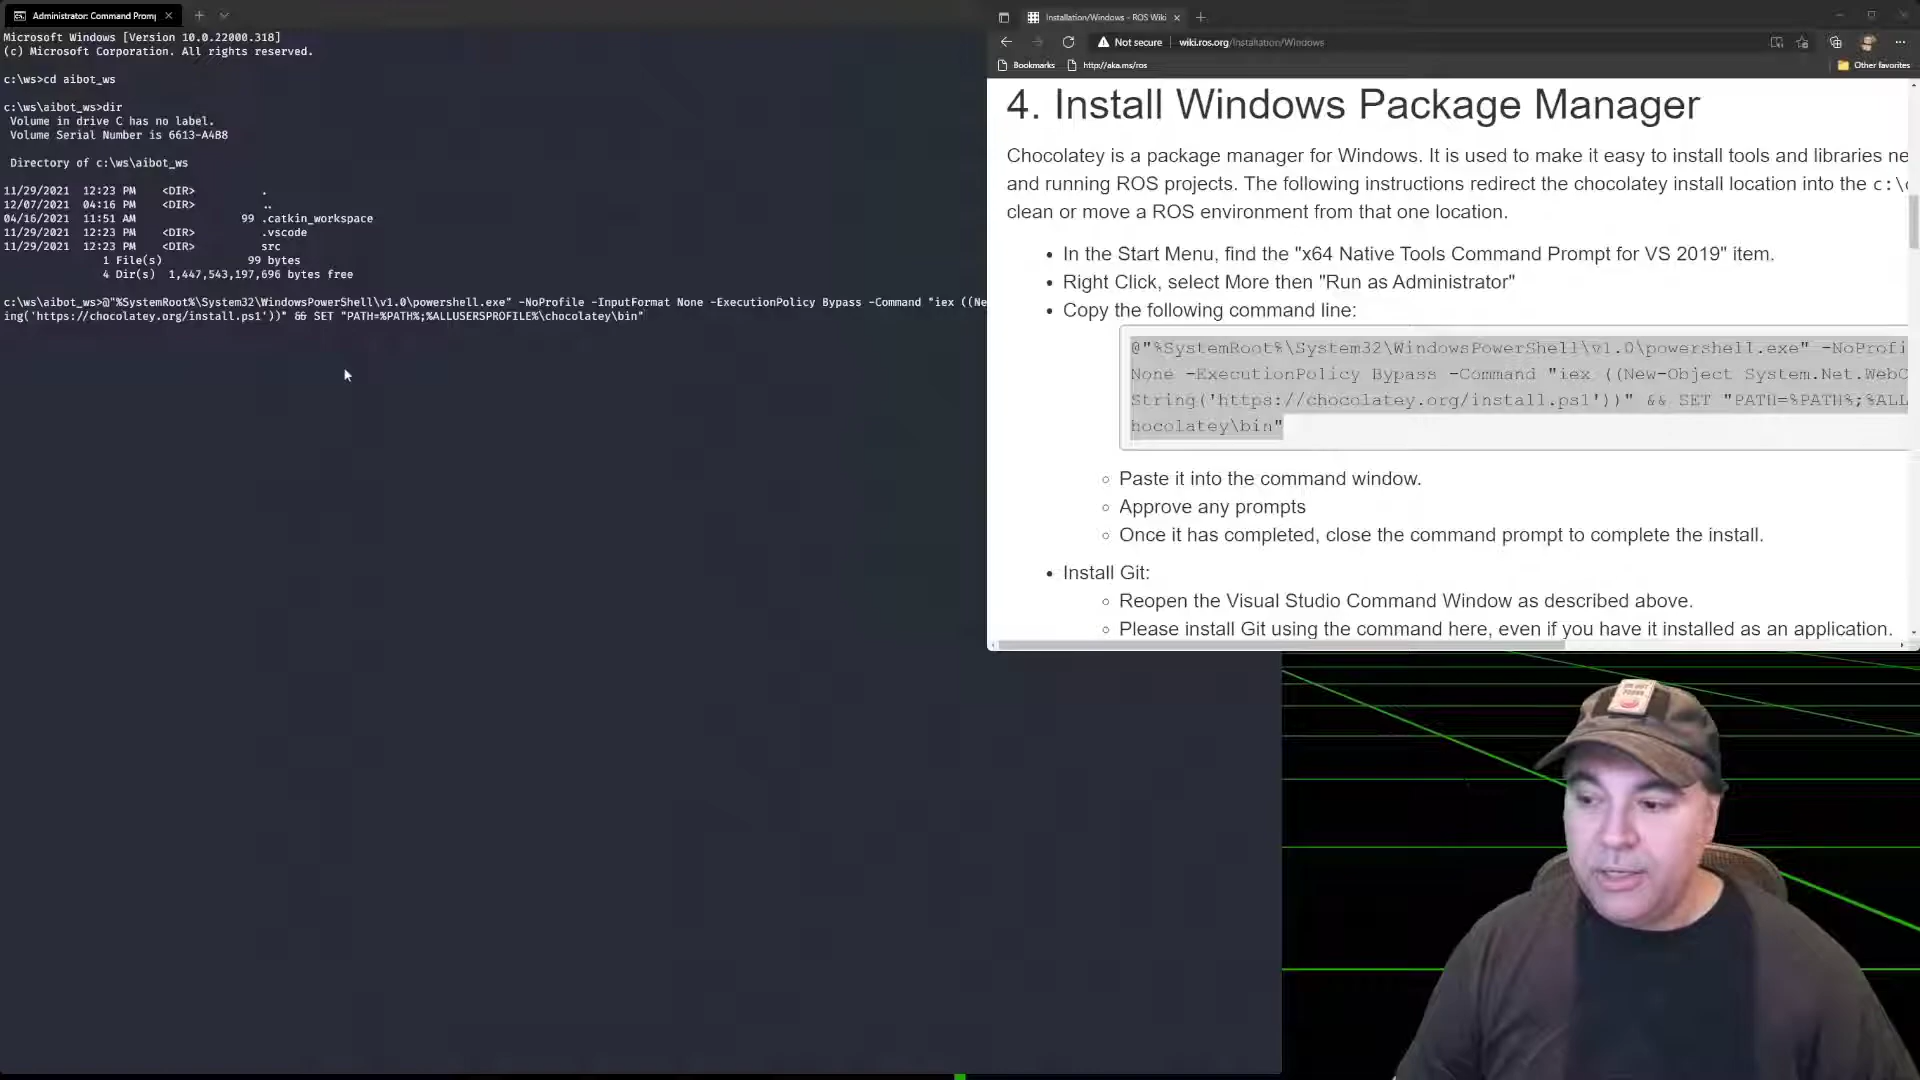 Administrator: Command Promp
Microsoft Windows [Version 10.0.22000.318]
(c) Microsoft Corporation. All rights reserved.
c:\ws>cd aibot_ws
c:\ws\aibot_ws>dir
Volume in drive C has no label.
Volume Serial Number is 6613-A4B8
Directory of c:\ws\aibot_ws
11/29/2021 12:23 PM <DIR> .
12/07/2021 04:16 PM <DIR> ..
04/16/2021 11:51 AM 99 .catkin_workspace
11/29/2021 12:23 PM <DIR> .vscode
11/29/2021 12:23 PM <DIR> src
1 File(s) 99 bytes
4 Dir(s) 1,447,543,197,696 bytes free
c:\ws\aibot_ws>@"%SystemRoot%\System32\WindowsPowerShell\v1.0\powershell.exe" -NoProfile -InputFormat None -ExecutionPolicy Bypass -Command "iex ((Ne
ing('https://chocolatey.org/install.ps1'))" && SET "PATH=%PATH%;%ALLUSERSPROFILE%\chocolatey\bin"
Installation/Windows - ROS Wiki
Not secure wiki.ros.org/Installation/Windows
Bookmarks http://aka.ms/ros Other favorites
4. Install Windows Package Manager
Chocolatey is a package manager for Windows. It is used to make it easy to install tools and libraries ne
and running ROS projects. The following instructions redirect the chocolatey install location into the c:\
clean or move a ROS environment from that one location.
• In the Start Menu, find the "x64 Native Tools Command Prompt for VS 2019" item.
• Right Click, select More then "Run as Administrator"
• Copy the following command line:
@"%SystemRoot%\System32\WindowsPowerShell\v1.0\powershell.exe" -NoProfi
None -ExecutionPolicy Bypass -Command "iex ((New-Object System.Net.WebC
String('https://chocolatey.org/install.ps1'))" && SET "PATH=%PATH%;%ALL
hocolatey\bin"
○ Paste it into the command window.
○ Approve any prompts
○ Once it has completed, close the command prompt to complete the install.
• Install Git:
○ Reopen the Visual Studio Command Window as described above.
○ Please install Git using the command here, even if you have it installed as an application.